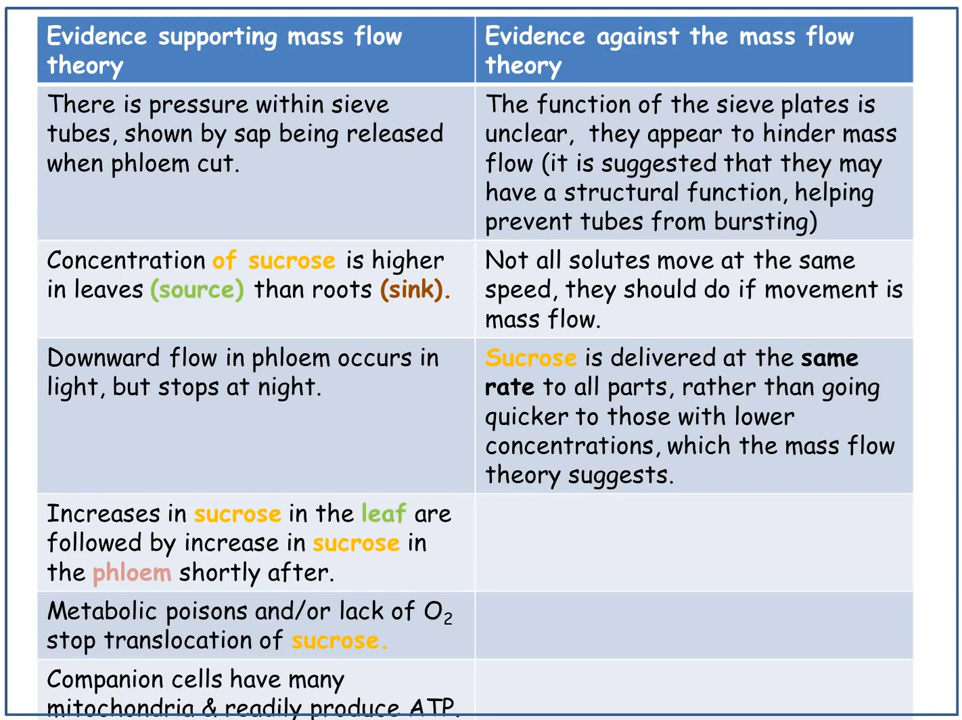 Evidence supporting mass flow
theory
Evidence against the mass flow
theory
There is pressure within sieve
tubes, shown by sap being released
when phloem cut.
The function of the sieve plates is
unclear,  they appear to hinder mass
flow (it is suggested that they may
have a structural function, helping
prevent tubes from bursting)
Concentration of sucrose is higher
in leaves (source) than roots (sink).
Not all solutes move at the same
speed, they should do if movement is
mass flow.
Downward flow in phloem occurs in
light, but stops at night.
Sucrose is delivered at the same
rate to all parts, rather than going
quicker to those with lower
concentrations, which the mass flow
theory suggests.
Increases in sucrose in the leaf are
followed by increase in sucrose in
the phloem shortly after.
Metabolic poisons and/or lack of O₂
stop translocation of sucrose.
Companion cells have many
mitochondria & readily produce ATP.